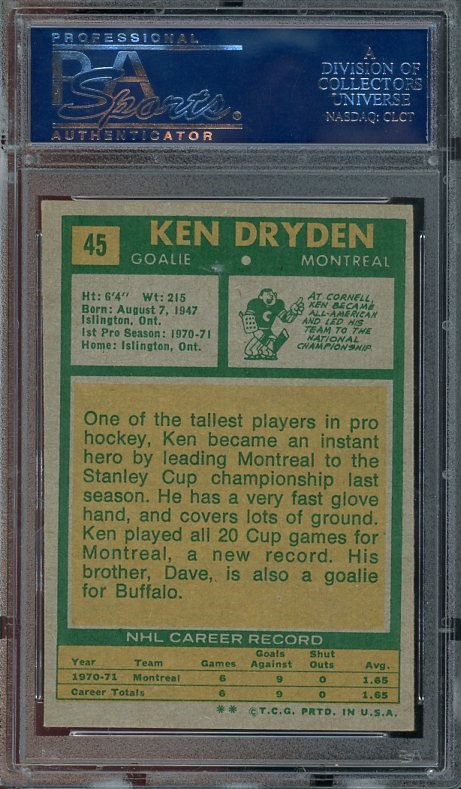 PROFESSIONAL
PSA
Sports®
AUTHENTICATOR
A
DIVISION OF
COLLECTORS
UNIVERSE
NASDAQ: CLCT
45
KEN DRYDEN
GOALIE • MONTREAL
Ht: 6'4" Wt: 215
Born: August 7, 1947
Islington, Ont.
1st Pro Season: 1970-71
Home: Islington, Ont.
AT CORNELL,
KEN BECAME
ALL-AMERICAN
AND LED HIS
TEAM TO THE
NATIONAL
CHAMPIONSHIP.
C
One of the tallest players in pro
hockey, Ken became an instant
hero by leading Montreal to the
Stanley Cup championship last
season. He has a very fast glove
hand, and covers lots of ground.
Ken played all 20 Cup games for
Montreal, a new record. His
brother, Dave, is also a goalie
for Buffalo.
NHL CAREER RECORD
Year Team Games Goals Against Shut Outs Avg.
1970-71 Montreal 6 9 0 1.65
Career Totals 6 9 0 1.65
** ©T.C.G. PRTD. IN U.S.A.